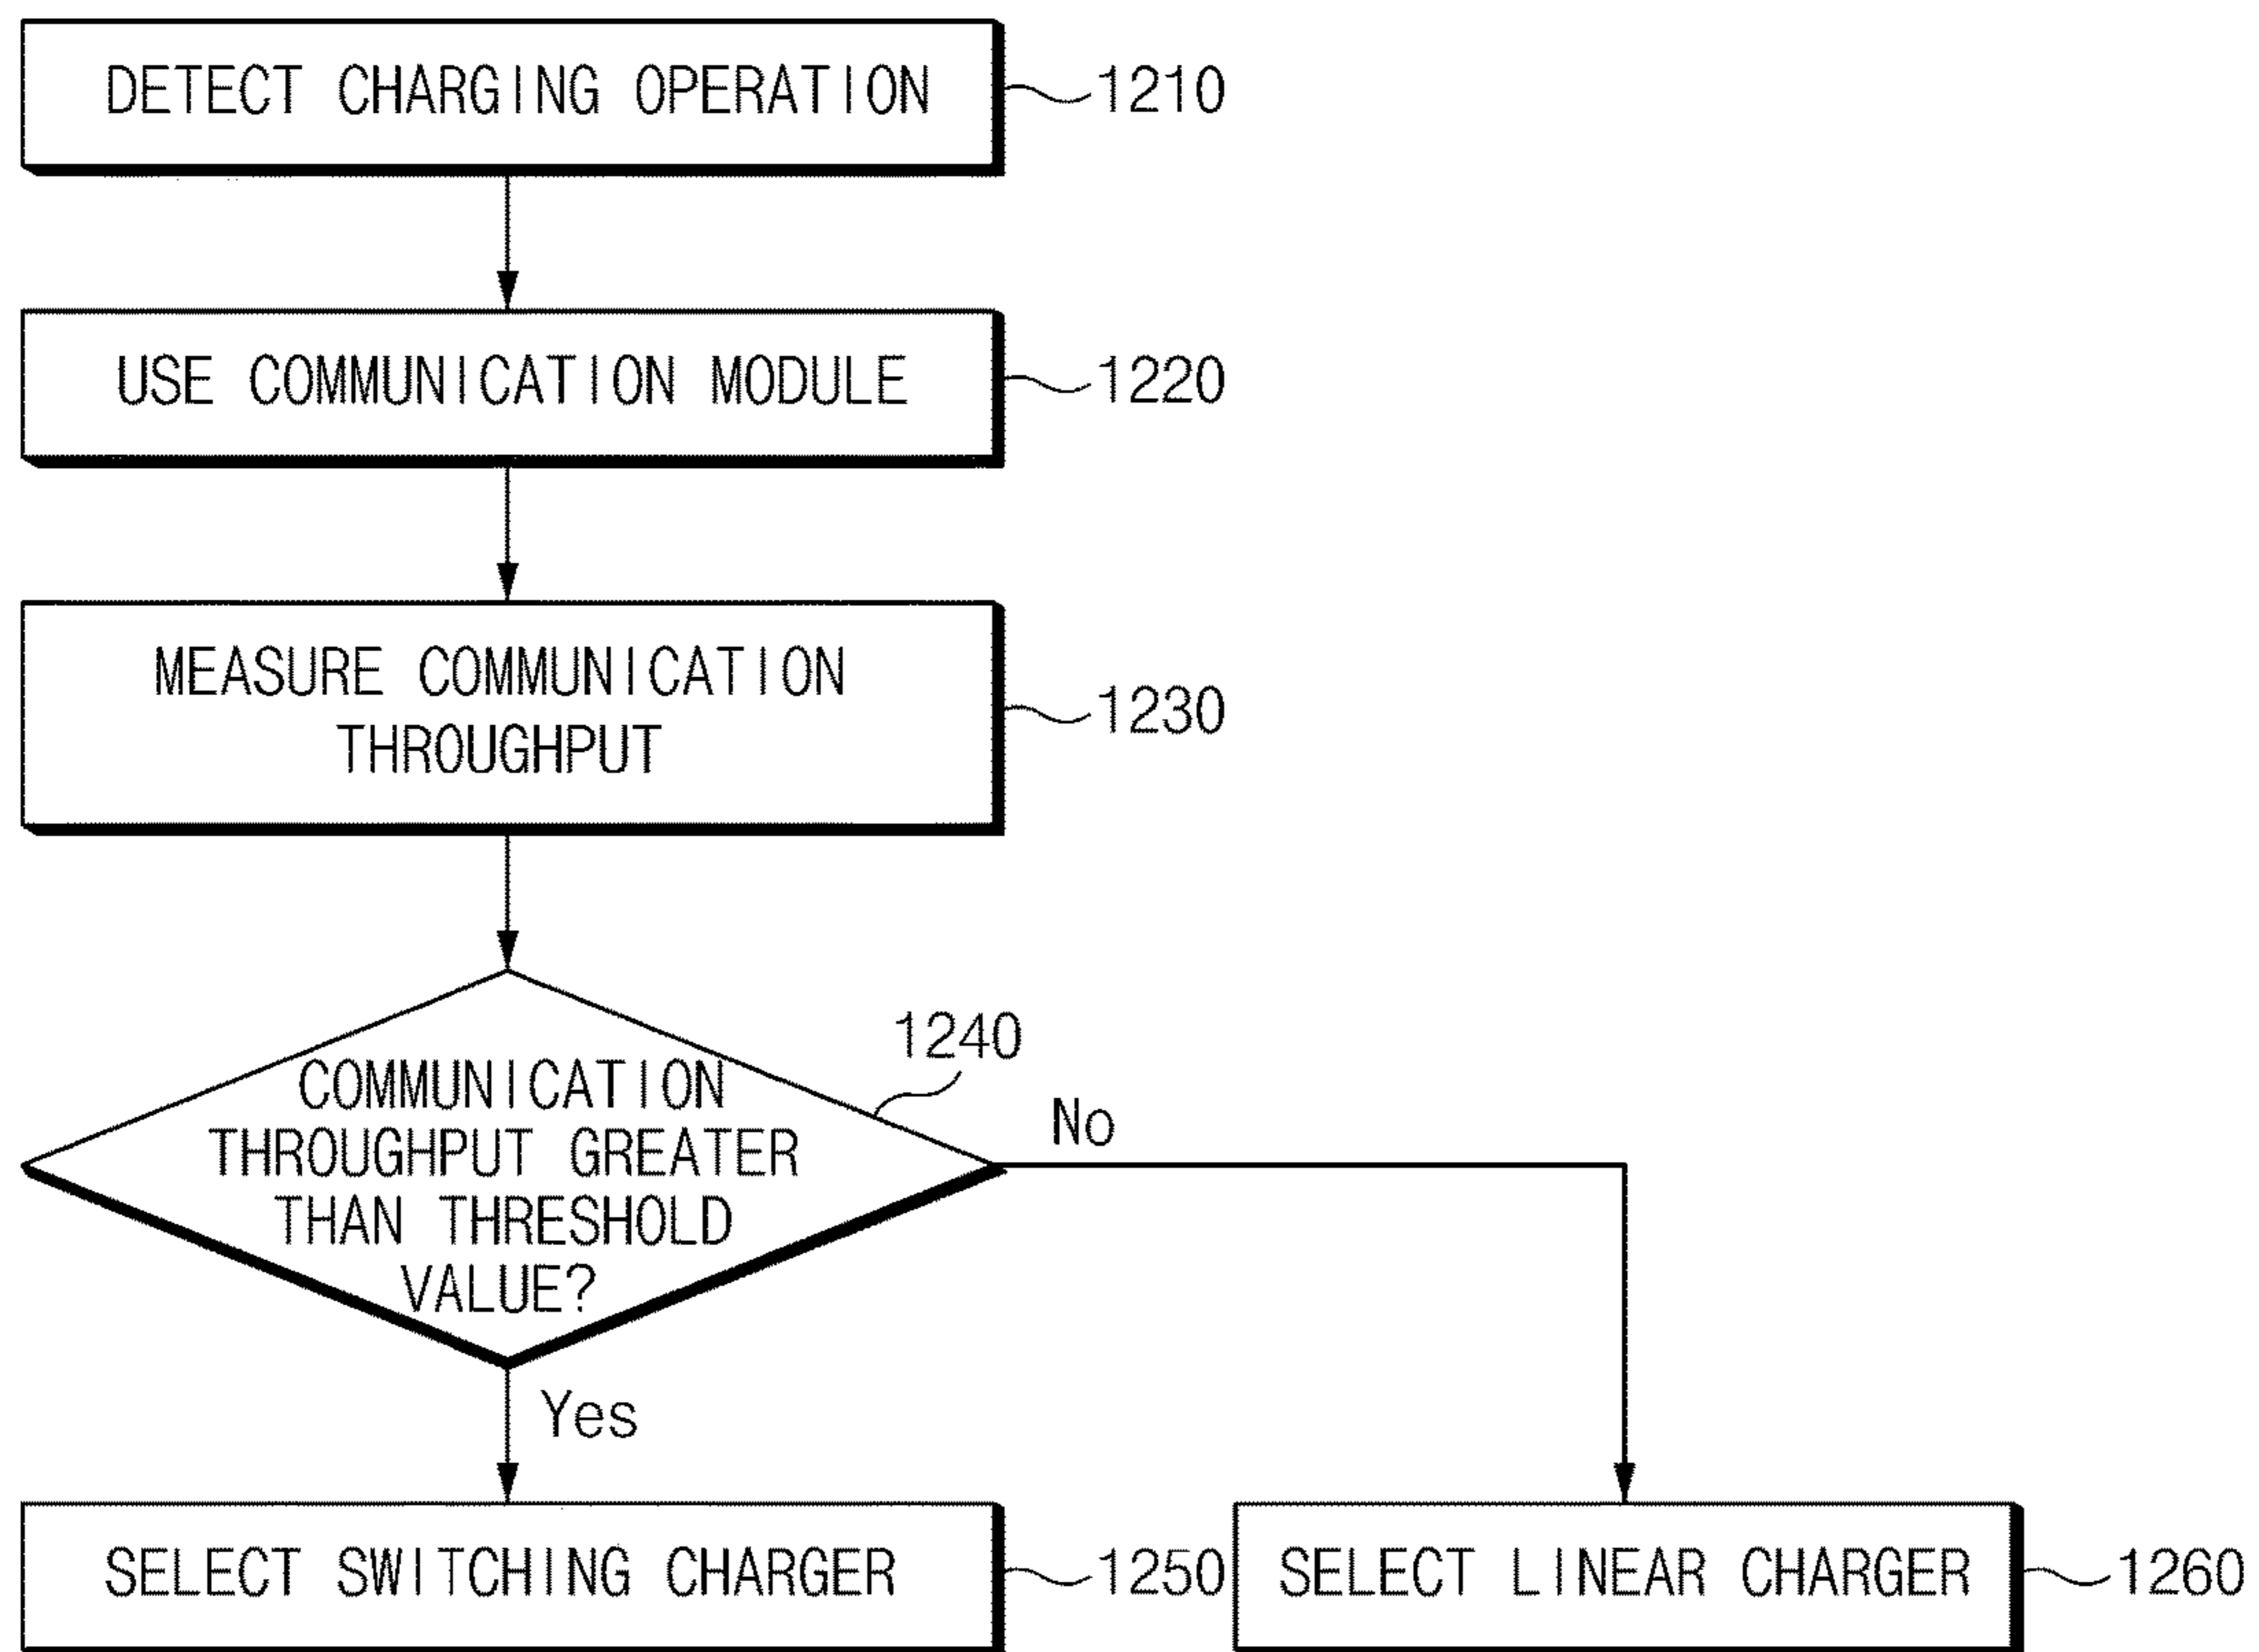 DETECT CHARGING OPERATION
1210
USE COMMUNICATION MODULE
1220
MEASURE COMMUNICATION
THROUGHPUT
1230
1240
COMMUNICATION
THROUGHPUT GREATER
THAN THRESHOLD
VALUE?
No
Yes
SELECT SWITCHING CHARGER
1250
SELECT LINEAR CHARGER
1260